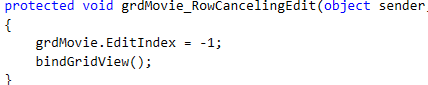 protected void grdMovie_RowCancelingEdit(object sender,
{
grdMovie.EditIndex = -1;
bindGridView();
}